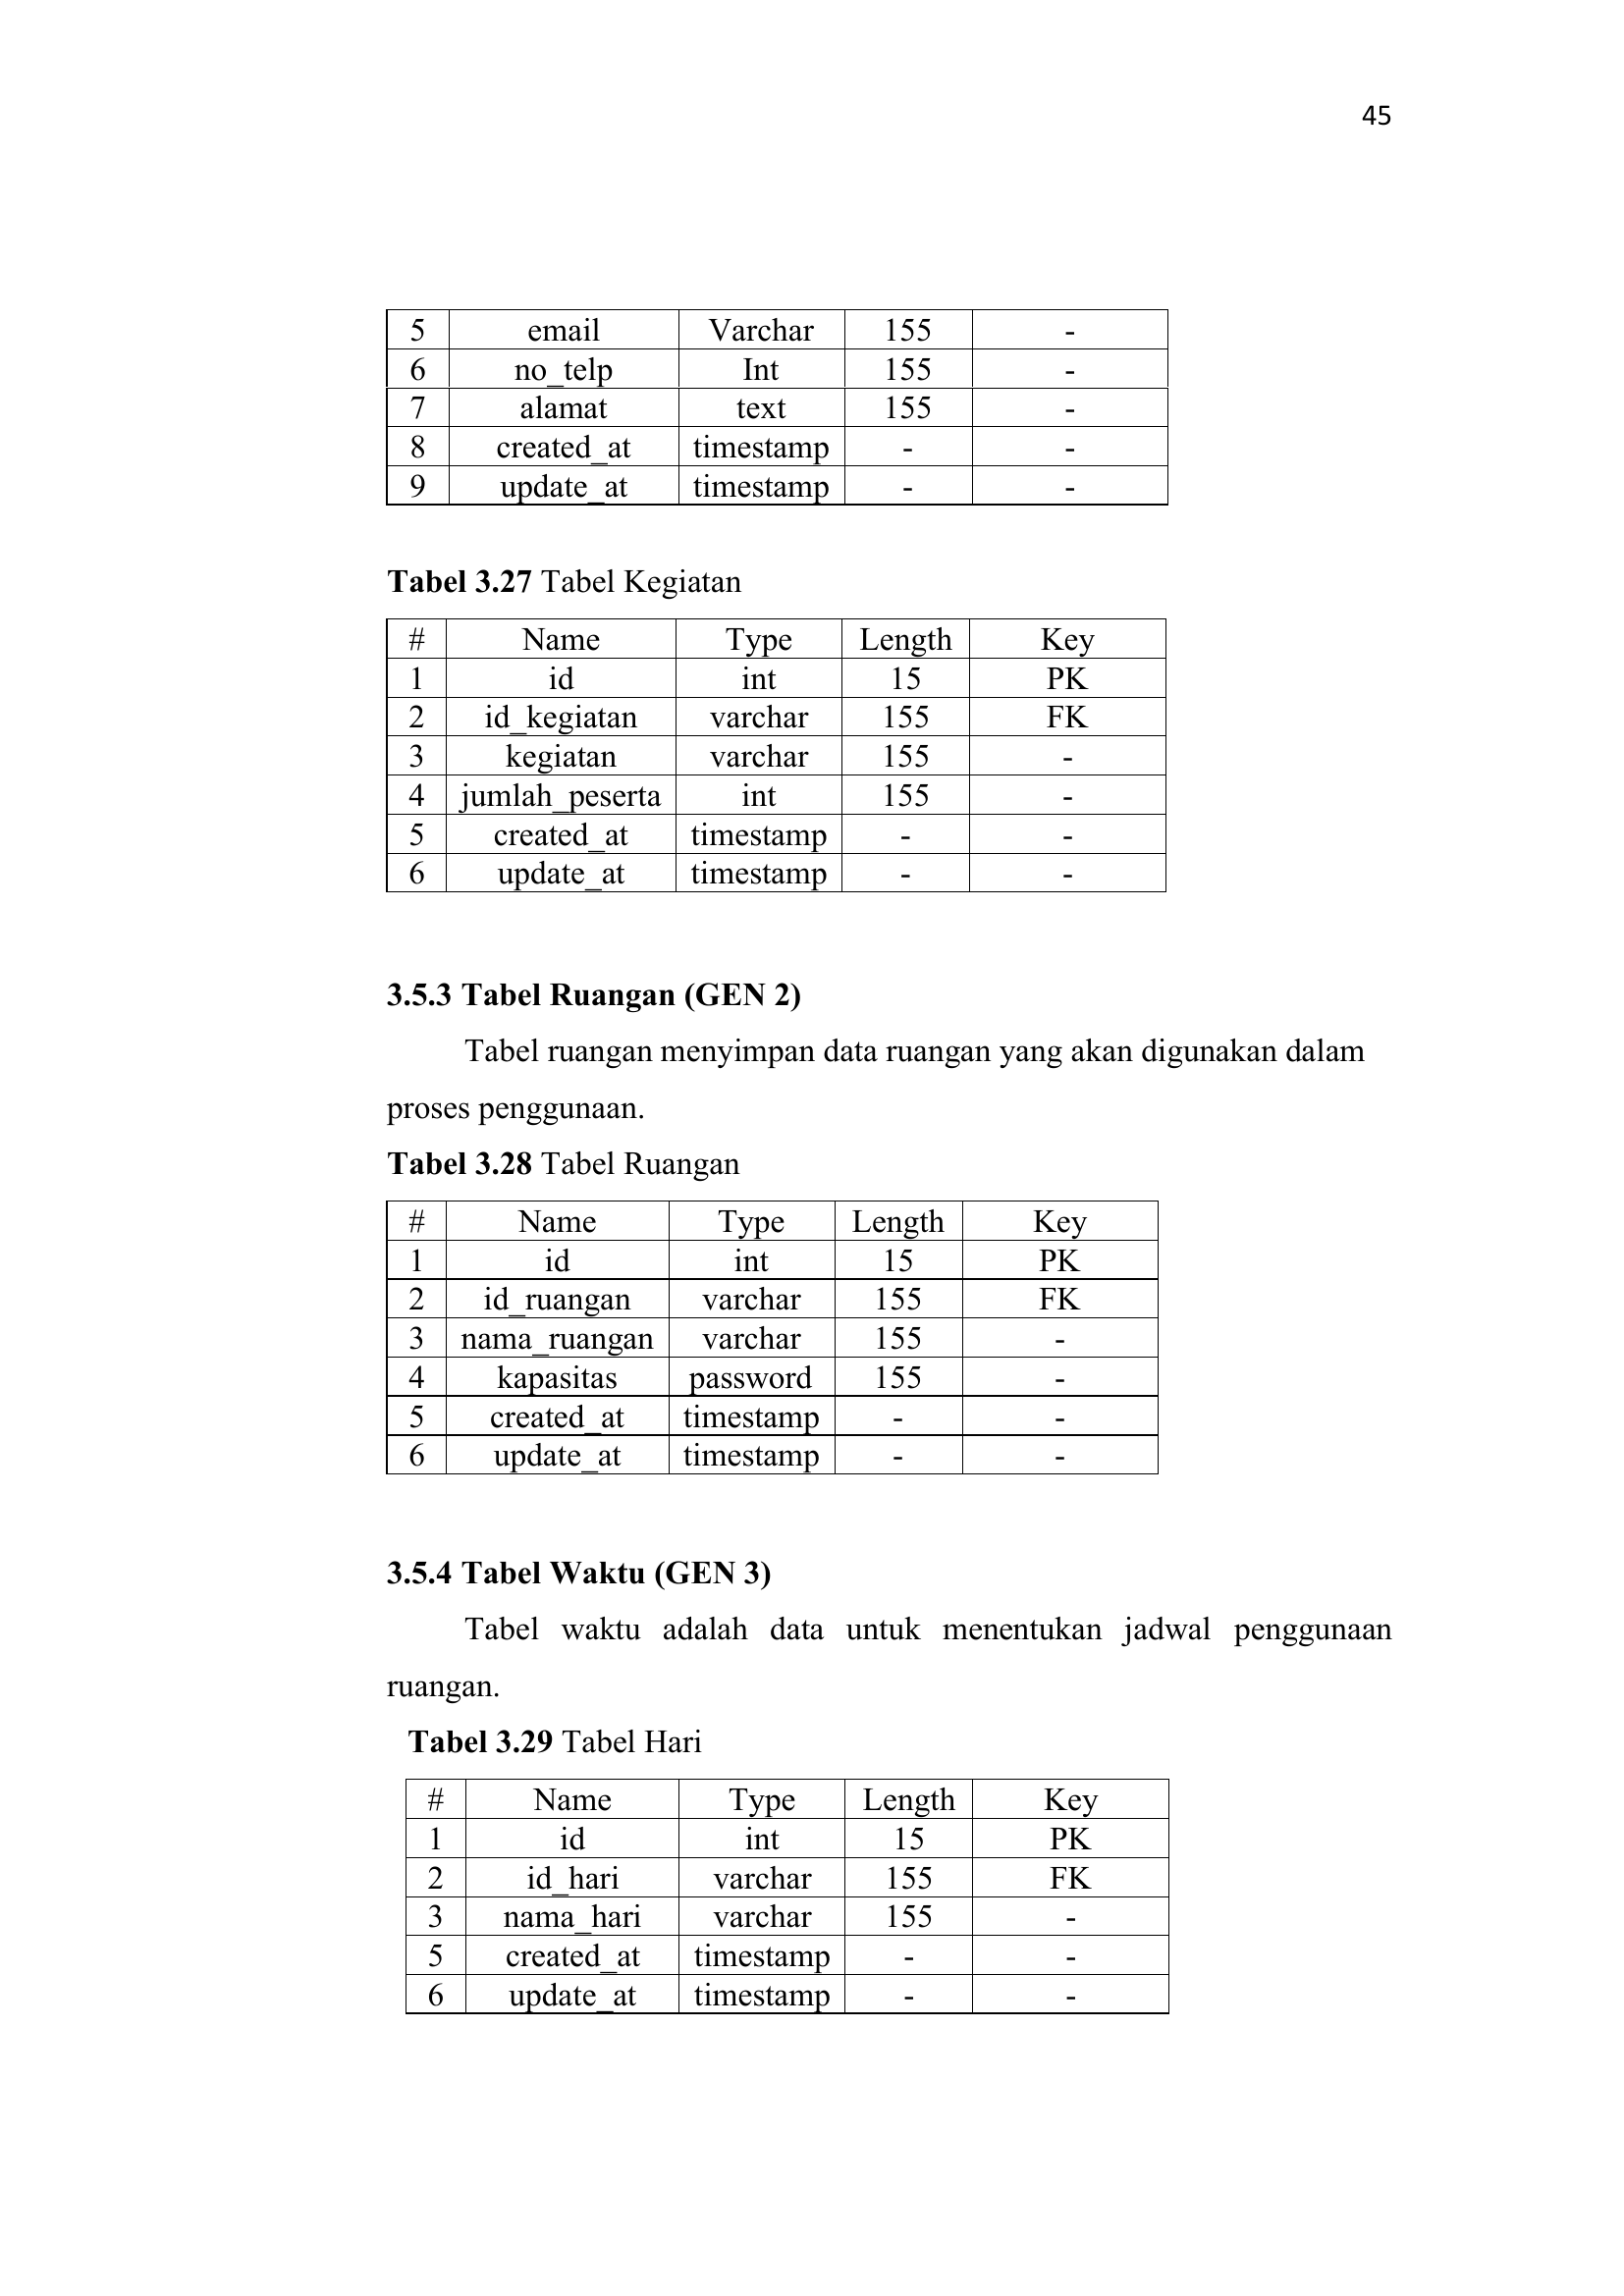 45
5 email Varchar 155 -
6 no_telp Int 155 -
7 alamat text 155 -
8 created_at timestamp - -
9 update_at timestamp - -
Tabel 3.27 Tabel Kegiatan
# Name Type Length Key
1 id int 15 PK
2 id_kegiatan varchar 155 FK
3 kegiatan varchar 155 -
4 jumlah_peserta int 155 -
5 created_at timestamp - -
6 update_at timestamp - -
3.5.3 Tabel Ruangan (GEN 2)
Tabel ruangan menyimpan data ruangan yang akan digunakan dalam
proses penggunaan.
Tabel 3.28 Tabel Ruangan
# Name Type Length Key
1 id int 15 PK
2 id_ruangan varchar 155 FK
3 nama_ruangan varchar 155 -
4 kapasitas password 155 -
5 created_at timestamp - -
6 update_at timestamp - -
3.5.4 Tabel Waktu (GEN 3)
Tabel waktu adalah data untuk menentukan jadwal penggunaan
ruangan.
Tabel 3.29 Tabel Hari
# Name Type Length Key
1 id int 15 PK
2 id_hari varchar 155 FK
3 nama_hari varchar 155 -
5 created_at timestamp - -
6 update_at timestamp - -